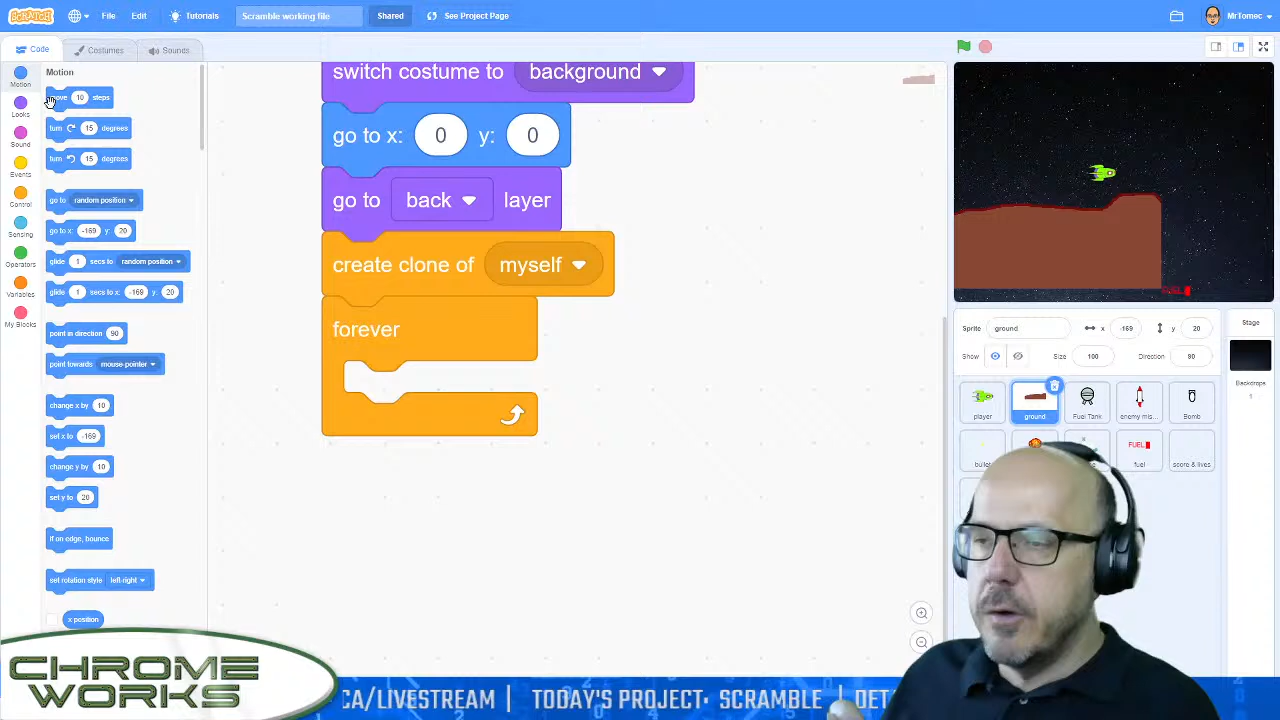 SCRATCH File Edit Tutorials Scramble working file Shared See Project Page MrTomec
Code Costumes Sounds
Motion
Looks
Sound
Events
Control
Sensing
Operators
Variables
My Blocks
Motion
move 10 steps
turn 15 degrees
turn 15 degrees
go to random position
go to x: -169 y: 20
glide 1 secs to random position
glide 1 secs to x: -169 y: 20
point in direction 90
point towards mouse-pointer
change x by 10
set x to -169
change y by 10
set y to 20
if on edge, bounce
set rotation style left-right
x position
switch costume to background
go to x: 0 y: 0
go to back layer
create clone of myself
forever
FUEL
Sprite ground x -169 y 20
Show Size 100 Direction 90
Stage
Backdrops
1
player ground Fuel Tank enemy mis... Bomb
FUEL
bullet fuel score & lives
CHROME
WORKS
CA/LIVESTREAM | TODAY'S PROJECT: SCRAMBLE | DET